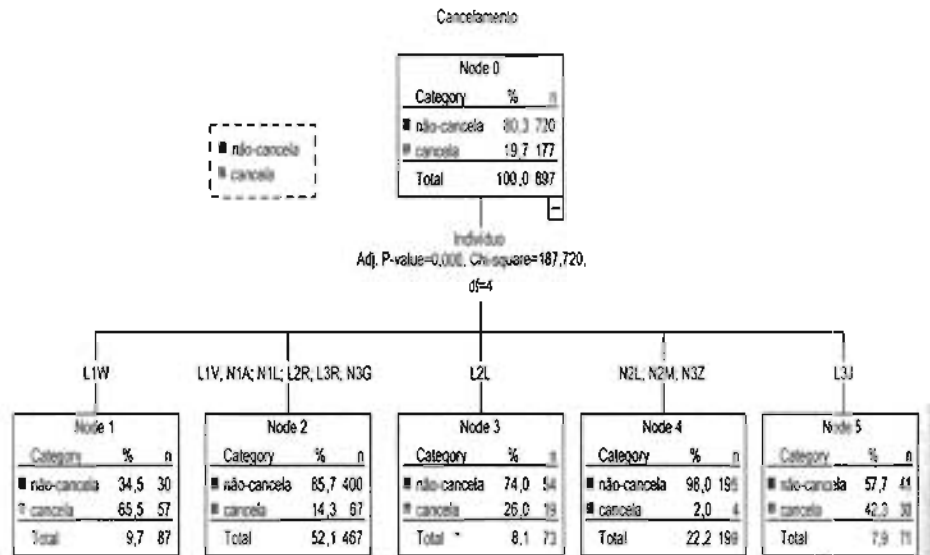 Cancelamento
Node 0
Category % n
não-cancela 80,3 720
cancela 19,7 177
Total 100,0 897
não-cancela
cancela
Indivíduo
Adj. P-value=0,000, Chi-square=187,720,
df=4
L1W
L1V, N1A; N1L; L2R; L3R, N3G
L2L
N2L, N2M; N3Z
L3J
Node 1
Category % n
não-cancela 34,5 30
cancela 65,5 57
Total 9,7 87
Node 2
Category % n
não-cancela 85,7 400
cancela 14,3 67
Total 52,1 467
Node 3
Category % n
não-cancela 74,0 54
cancela 26,0 19
Total 8,1 73
Node 4
Category % n
não-cancela 98,0 195
cancela 2,0 4
Total 22,2 199
Node 5
Category % n
não-cancela 57,7 41
cancela 42,3 30
Total 7,9 71